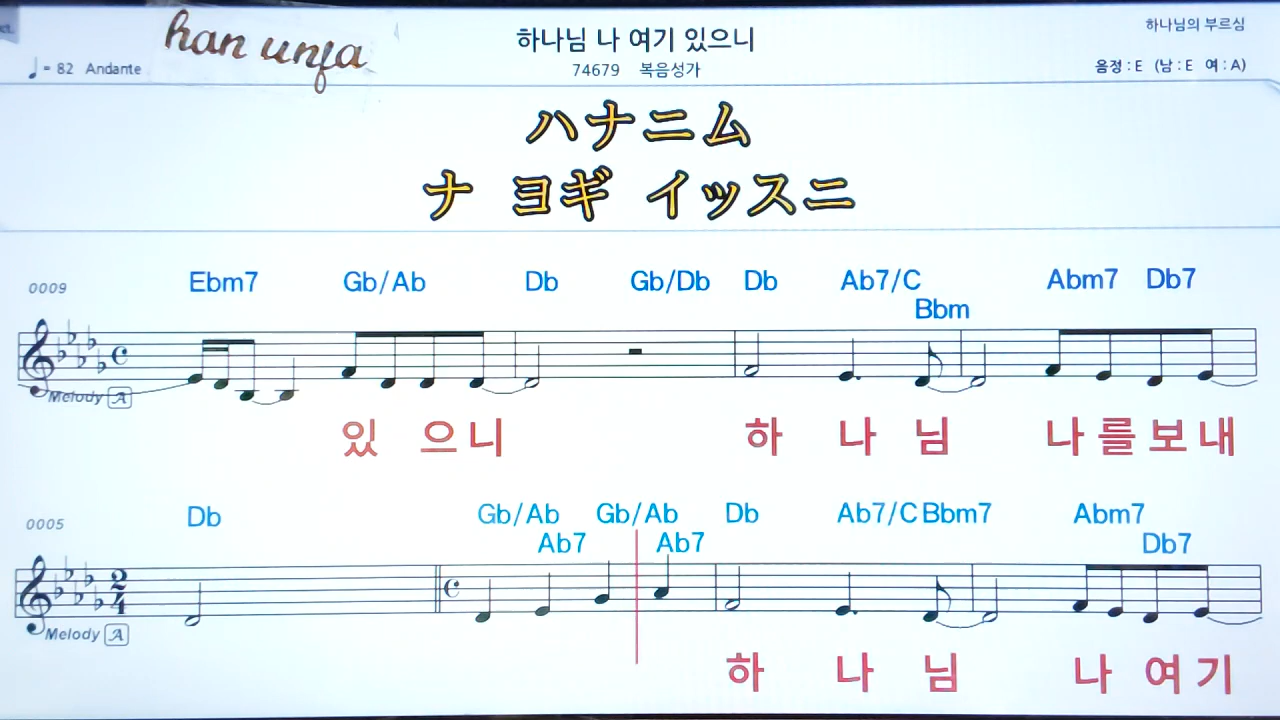 han unja
하나님 나 여기 있으니
하나님의 부르심
♩= 82 Andante
74679 복음성가
음정 : E (남 : E 여 : A)
ハナニム
ナ ヨギ イッスニ
0009 Ebm7 Gb/Ab Db Gb/Db Db Ab7/C Abm7 Db7
Bbm
Melody A
있 으니 하 나 님 나를보내
0005 Db Gb/Ab Gb/Ab Db Ab7/C Bbm7 Abm7
Ab7 Ab7 Db7
2
4
Melody A
하 나 님 나 여기